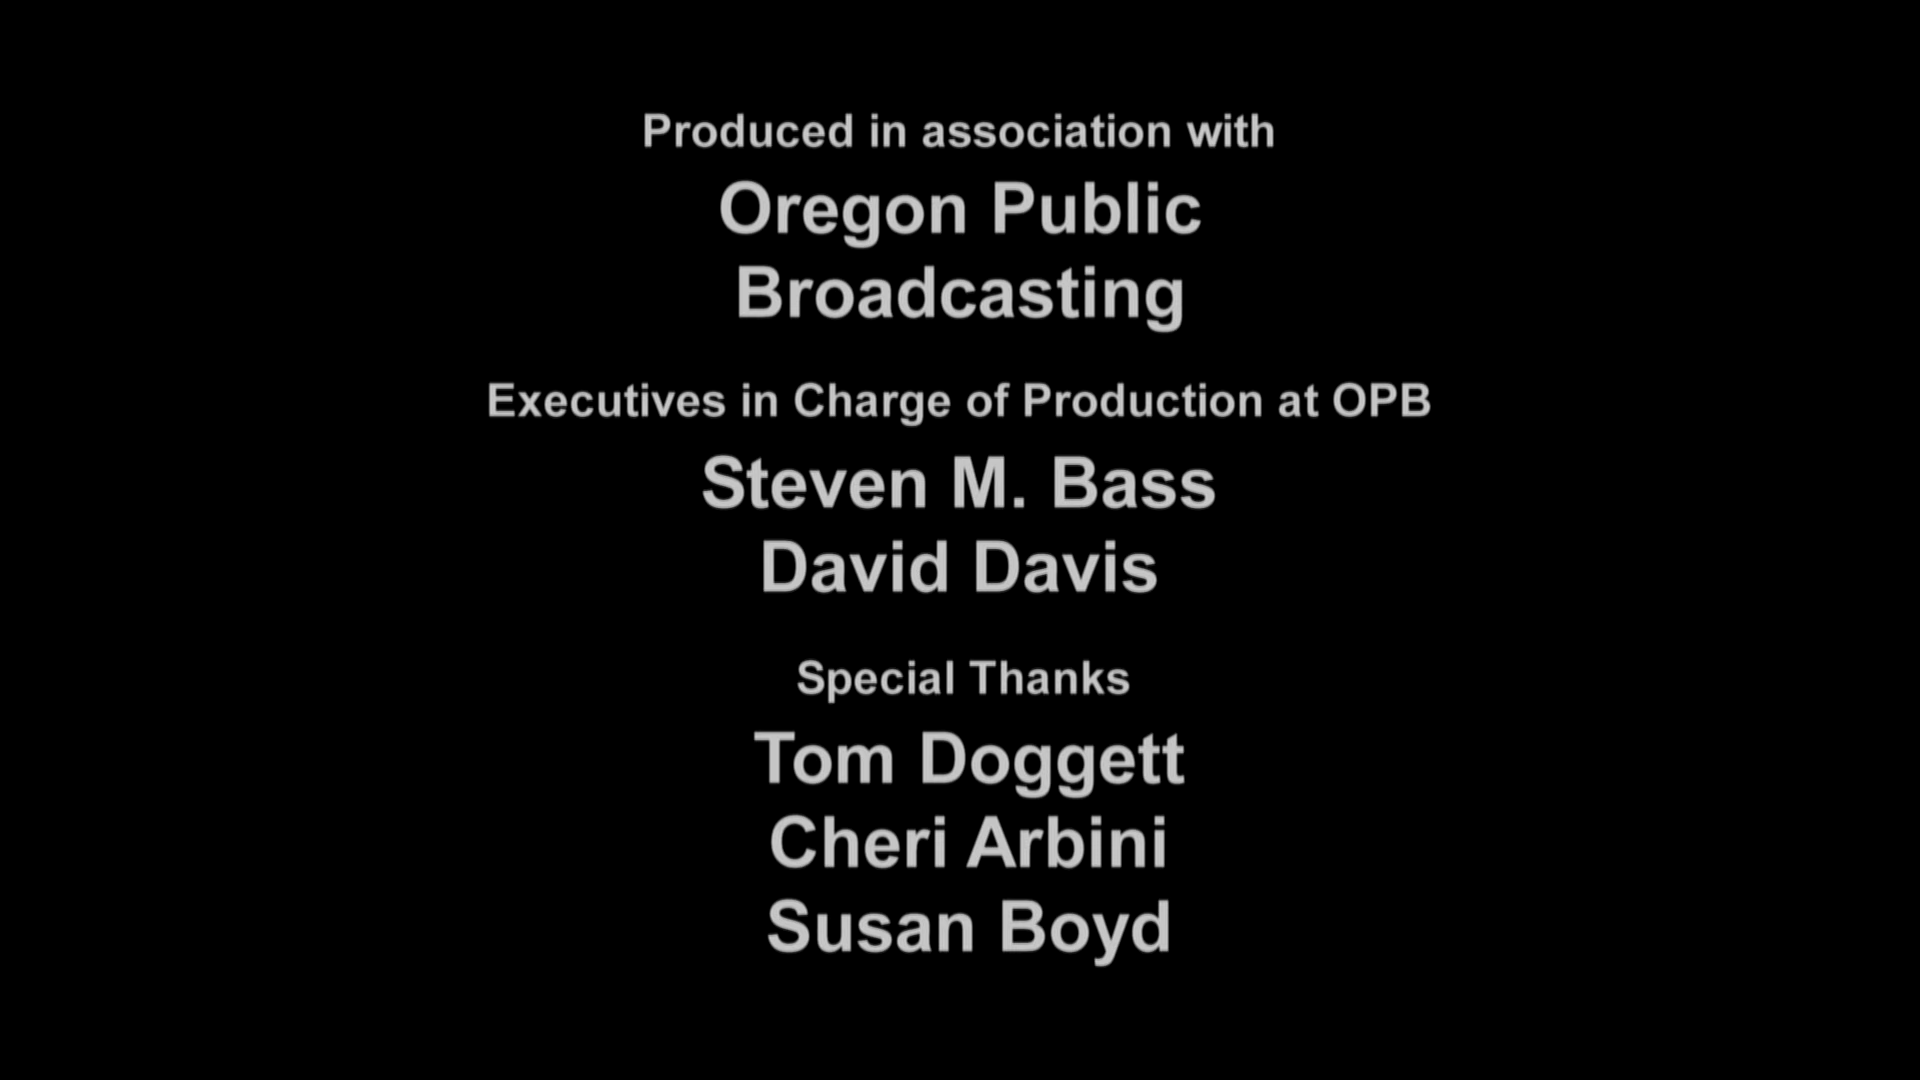 Produced in association with
Oregon Public
Broadcasting
Executives in Charge of Production at OPB
Steven M. Bass
David Davis
Special Thanks
Tom Doggett
Cheri Arbini
Susan Boyd